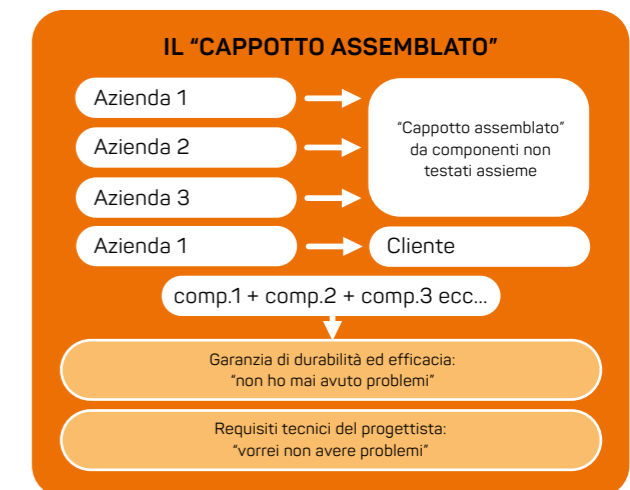 IL “CAPPOTTO ASSEMBLATO”
Azienda 1
Azienda 2
Azienda 3
“Cappotto assemblato”
da componenti non
testati assieme
Azienda 1
Cliente
comp.1 + comp.2 + comp.3 ecc...
Garanzia di durabilità ed efficacia:
“non ho mai avuto problemi”
Requisiti tecnici del progettista:
“vorrei non avere problemi”